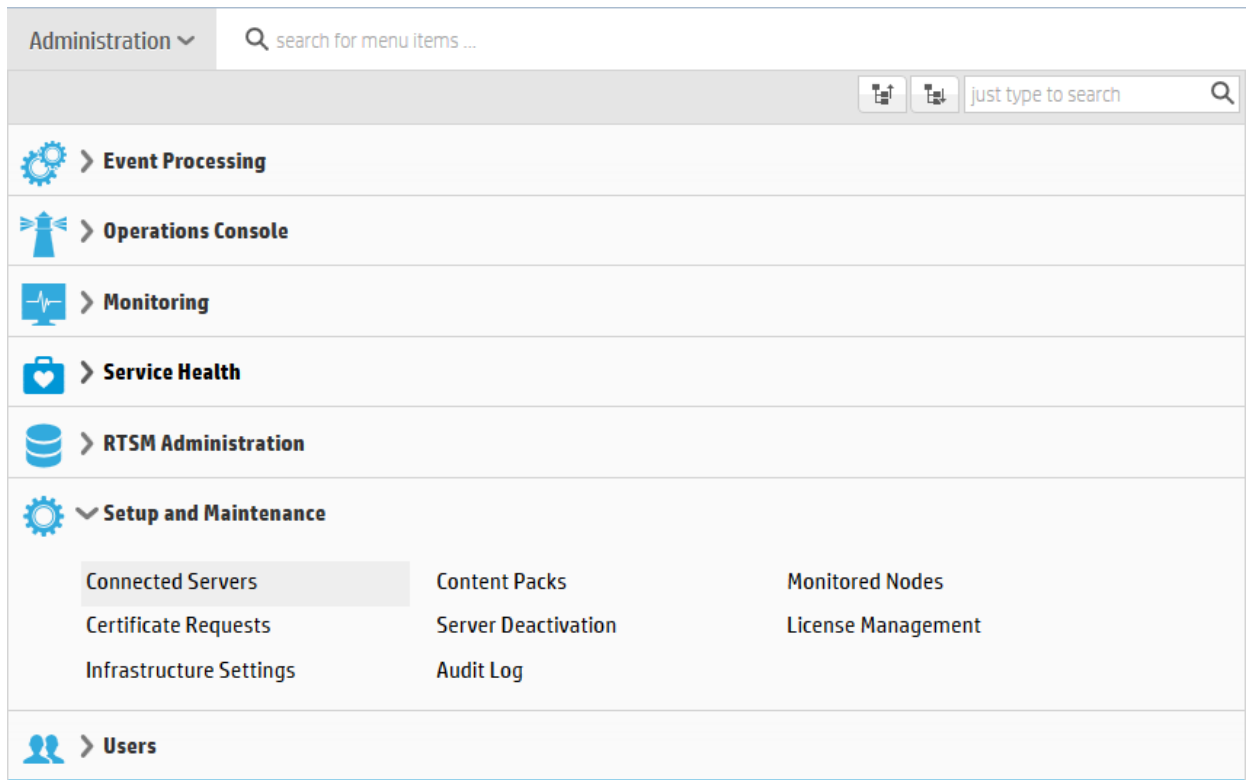 Administration
search for menu items ...
just type to search
Event Processing
Operations Console
Monitoring
Service Health
RTSM Administration
Setup and Maintenance
Connected Servers Content Packs Monitored Nodes
Certificate Requests Server Deactivation License Management
Infrastructure Settings Audit Log
Users